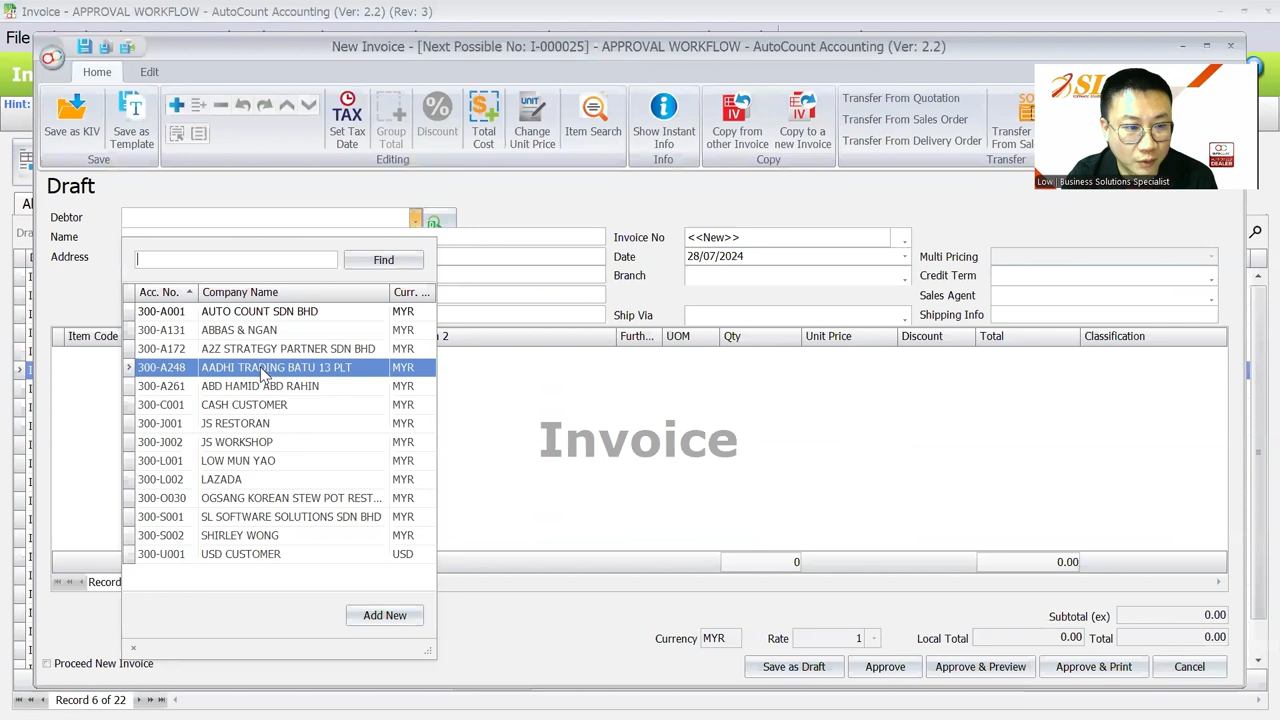 Invoice - APPROVAL WORKFLOW - AutoCount Accounting (Ver: 2.2) (Rev: 3)
File
New Invoice - [Next Possible No: I-000025] - APPROVAL WORKFLOW - AutoCount Accounting (Ver: 2.2)
Home Edit
Hint:
Save as KIV
Save as Template
Set Tax Date
Group Total
Discount
Total Cost
Change Unit Price
Item Search
Show Instant Info
Copy from other Invoice
Copy to a new Invoice
Transfer From Quotation
Transfer From Sales Order
Transfer From Delivery Order
Save
Editing
Info
Copy
Transfer
Low | Business Solutions Specialist
Draft
Debtor
Name
Address
Find
Invoice No <<New>>
Date 28/07/2024
Branch
Ship Via
Multi Pricing
Credit Term
Sales Agent
Shipping Info
Acc. No. Company Name Curr. ...
300-A001 AUTO COUNT SDN BHD MYR
300-A131 ABBAS & NGAN MYR
300-A172 A2Z STRATEGY PARTNER SDN BHD MYR
300-A248 AADHI TRADING BATU 13 PLT MYR
300-A261 ABD HAMID ABD RAHIN MYR
300-C001 CASH CUSTOMER MYR
300-J001 JS RESTORAN MYR
300-J002 JS WORKSHOP MYR
300-L001 LOW MUN YAO MYR
300-L002 LAZADA MYR
300-O030 OGSANG KOREAN STEW POT REST... MYR
300-S001 SL SOFTWARE SOLUTIONS SDN BHD MYR
300-S002 SHIRLEY WONG MYR
300-U001 USD CUSTOMER USD
Add New
Item Code 2 Furth... UOM Qty Unit Price Discount Total Classification
Invoice
0 0.00
Record
Subtotal (ex) 0.00
Currency MYR Rate 1 Local Total 0.00 Total 0.00
Proceed New Invoice
Save as Draft Approve Approve & Preview Approve & Print Cancel
Record 6 of 22